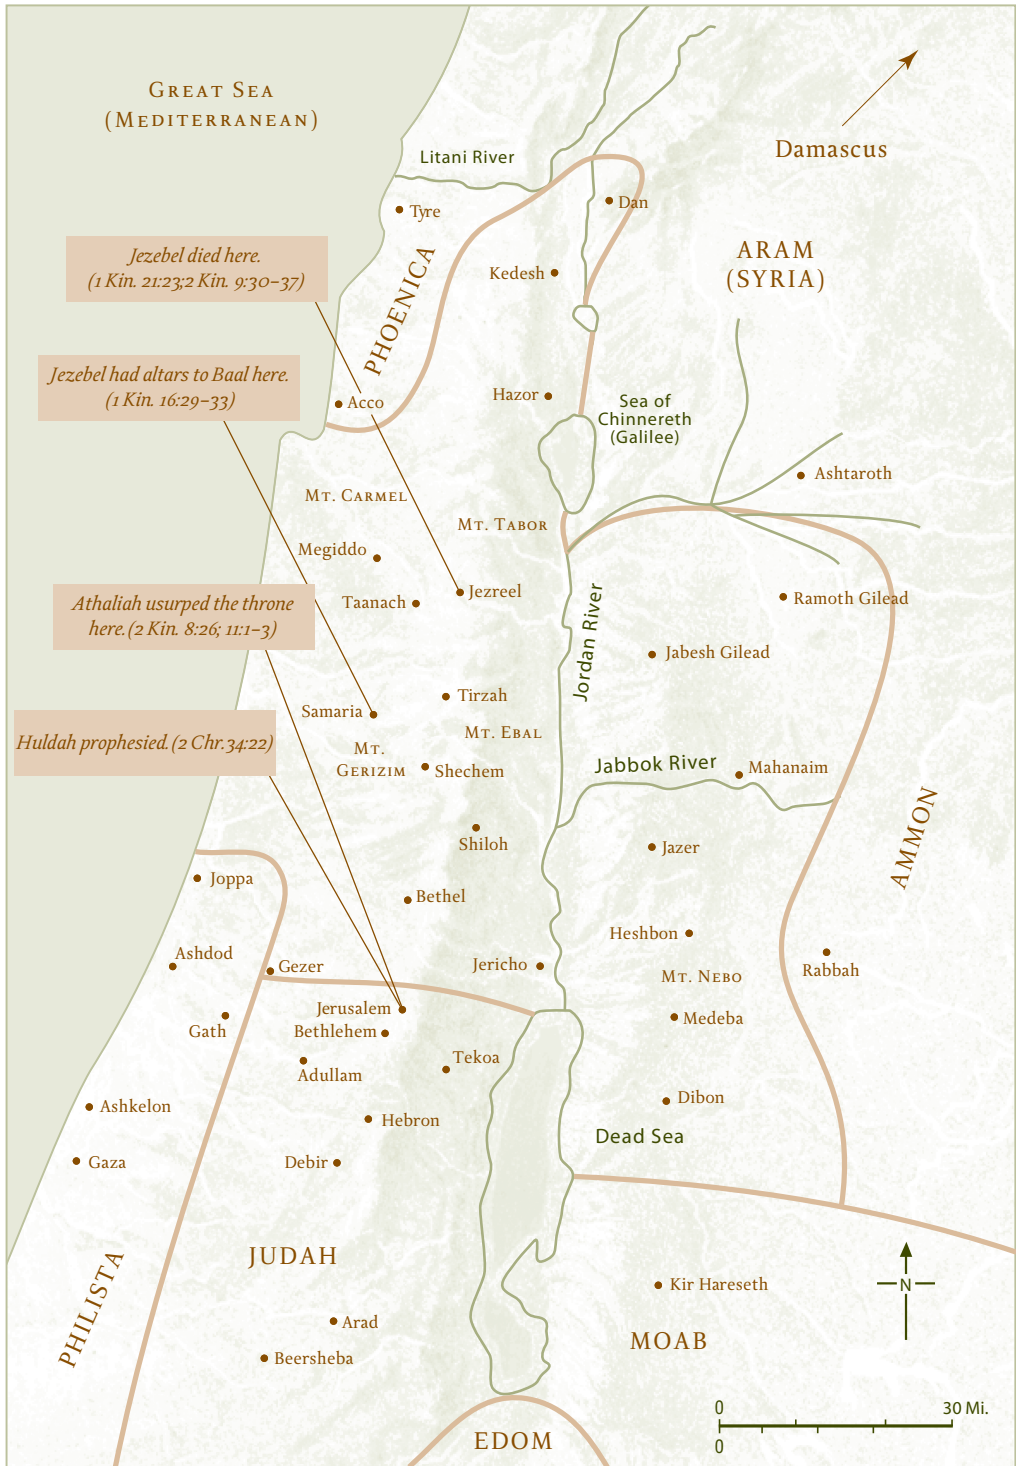 GREAT SEA
(MEDITERRANEAN)
Damascus
Litani River
Tyre
Dan
Jezebel died here.
(1 Kin. 21:23;2 Kin. 9:30–37)
PHOENICA
Kedesh
ARAM
(SYRIA)
Jezebel had altars to Baal here.
(1 Kin. 16:29–33)
Acco
Hazor
Sea of
Chinnereth
(Galilee)
Ashtaroth
MT. CARMEL
MT. TABOR
Megiddo
Taanach
Jezreel
Jordan River
Ramoth Gilead
Athaliah usurped the throne
here.(2 Kin. 8:26; 11:1–3)
Jabesh Gilead
Tirzah
Samaria
MT. EBAL
Huldah prophesied.(2 Chr.34:22)
MT.
GERIZIM
Shechem
Jabbok River
Mahanaim
AMMON
Shiloh
Jazer
Joppa
Bethel
Heshbon
Ashdod
Gezer
Jericho
MT. NEBO
Rabbah
Jerusalem
Gath
Bethlehem
Medeba
Adullam
Tekoa
Ashkelon
Hebron
Dibon
Dead Sea
Gaza
Debir
JUDAH
PHILISTA
Kir Hareseth
N
Arad
MOAB
Beersheba
EDOM
0
30 Mi.
0